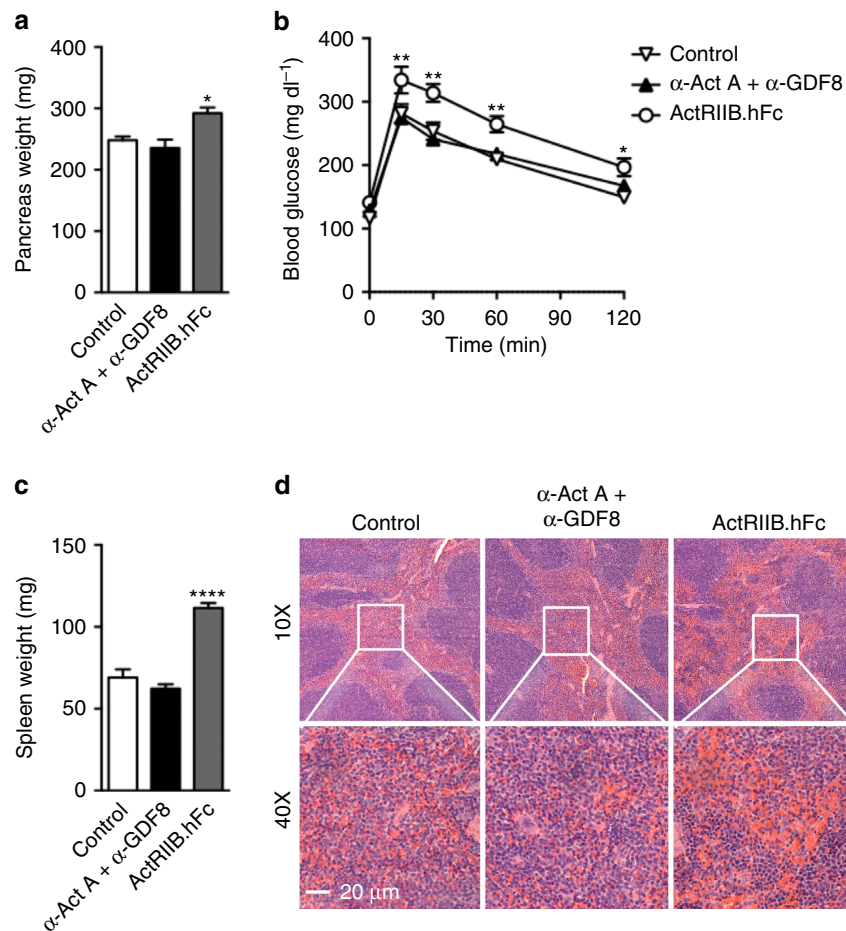 a
Pancreas weight (mg)
400
300
200
100
0
*
Control
α-Act A + α-GDF8
ActRIIB.hFc
b
Blood glucose (mg dl⁻¹)
400
300
200
100
0
**
**
**
*
0
30
60
90
120
Time (min)
Control
α-Act A + α-GDF8
ActRIIB.hFc
c
Spleen weight (mg)
150
100
50
0
****
Control
α-Act A + α-GDF8
ActRIIB.hFc
d
Control
α-Act A +
α-GDF8
ActRIIB.hFc
10X
40X
20 μm